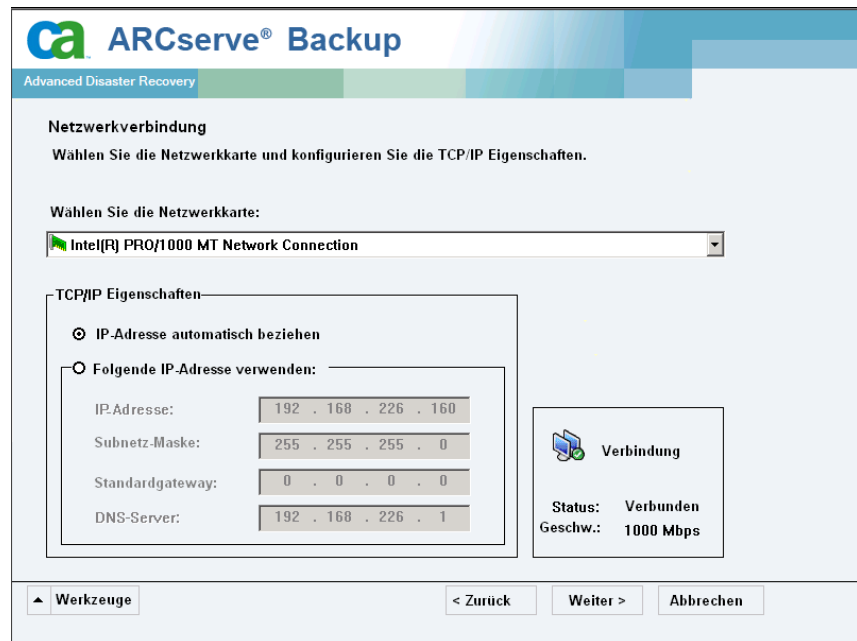 ca ARCserve® Backup
Advanced Disaster Recovery
Netzwerkverbindung
Wählen Sie die Netzwerkkarte und konfigurieren Sie die TCP/IP Eigenschaften.
Wählen Sie die Netzwerkkarte:
Intel(R) PRO/1000 MT Network Connection
TCP/IP Eigenschaften
IP-Adresse automatisch beziehen
Folgende IP-Adresse verwenden:
IP-Adresse: 192 . 168 . 226 . 160
Subnetz-Maske: 255 . 255 . 255 . 0
Standardgateway: 0 . 0 . 0 . 0
DNS-Server: 192 . 168 . 226 . 1
Verbindung
Status: Verbunden
Geschw.: 1000 Mbps
Werkzeuge < Zurück Weiter > Abbrechen